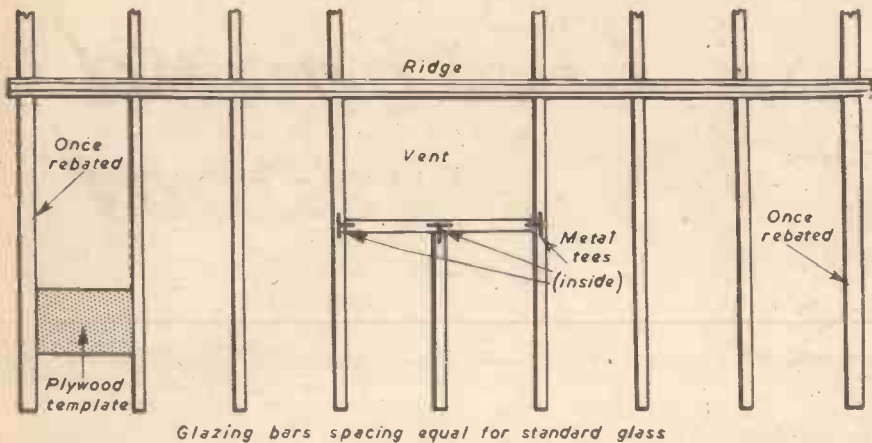 Ridge
Once
rebated
Vent
Once
rebated
Metal
tees
(inside)
Plywood
template
Glazing bars spacing equal for standard glass